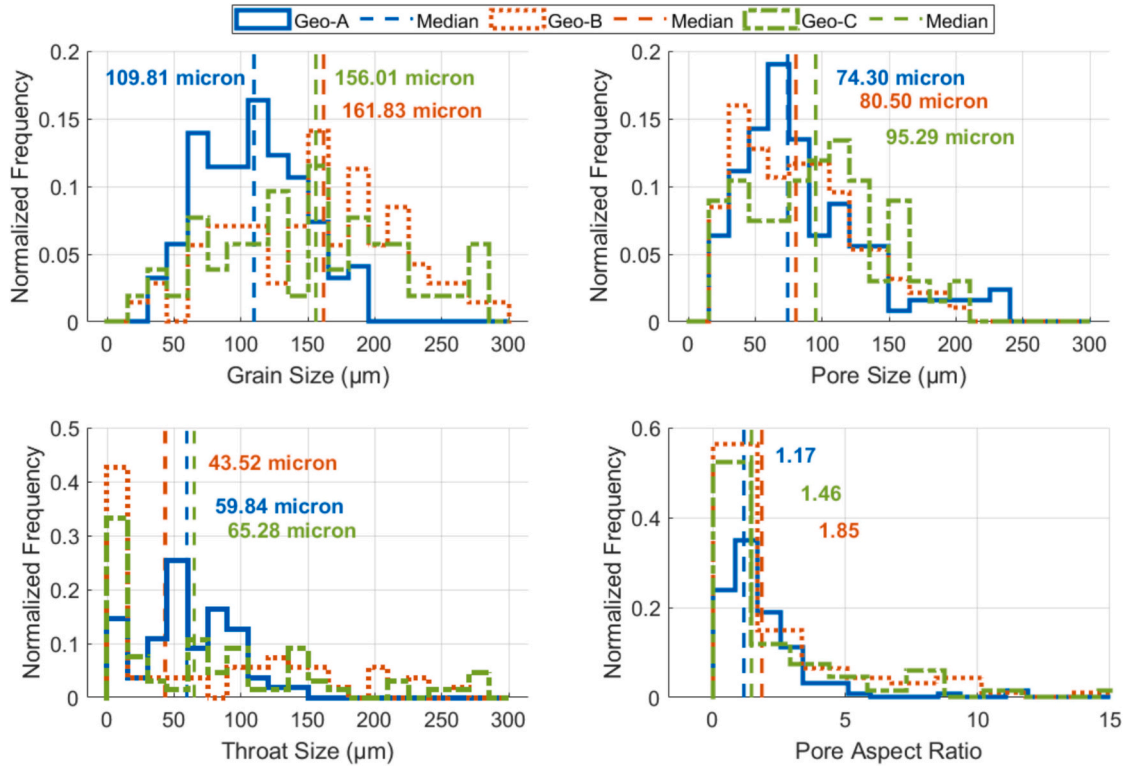 Geo-A Median Geo-B Median Geo-C Median
0.2
0.15
0.1
0.05
0
Normalized Frequency
109.81 micron
156.01 micron
161.83 micron
0 50 100 150 200 250 300
Grain Size (µm)
0.2
0.15
0.1
0.05
0
Normalized Frequency
74.30 micron
80.50 micron
95.29 micron
0 50 100 150 200 250 300
Pore Size (µm)
0.5
0.4
0.3
0.2
0.1
0
Normalized Frequency
43.52 micron
59.84 micron
65.28 micron
0 50 100 150 200 250 300
Throat Size (µm)
0.6
0.4
0.2
0
Normalized Frequency
1.17
1.46
1.85
0 5 10 15
Pore Aspect Ratio